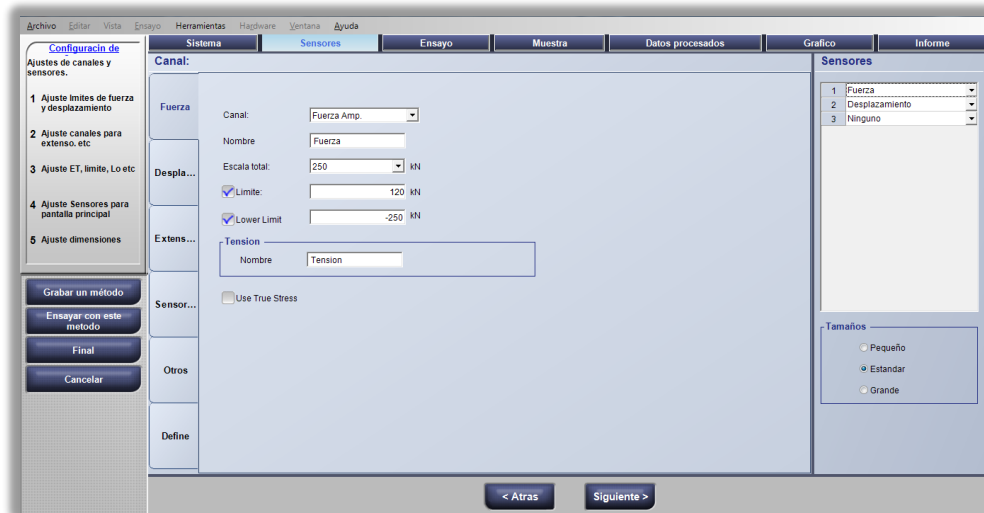 Archivo Editar Vista Ensayo Herramientas Hardware Ventana Ayuda
Sistema Sensores Ensayo Muestra Datos procesados Grafico Informe
Configuracin de
Ajustes de canales y
sensores.
1 Ajuste lmites de fuerza
y desplazamiento
2 Ajuste canales para
extenso. etc
3 Ajuste ET, limite, Lo etc
4 Ajuste Sensores para
pantalla principal
5 Ajuste dimensiones
Grabar un método
Ensayar con este
metodo
Final
Cancelar
Canal:
Fuerza
Despla...
Extens...
Sensor...
Otros
Define
Canal: Fuerza Amp.
Nombre Fuerza
Escala total: 250 kN
Limite: 120 kN
Lower Limit -250 kN
Tension
Nombre Tension
Use True Stress
Sensores
1 Fuerza
2 Desplazamiento
3 Ninguno
Tamaños
Pequeño
Estandar
Grande
< Atras Siguiente >